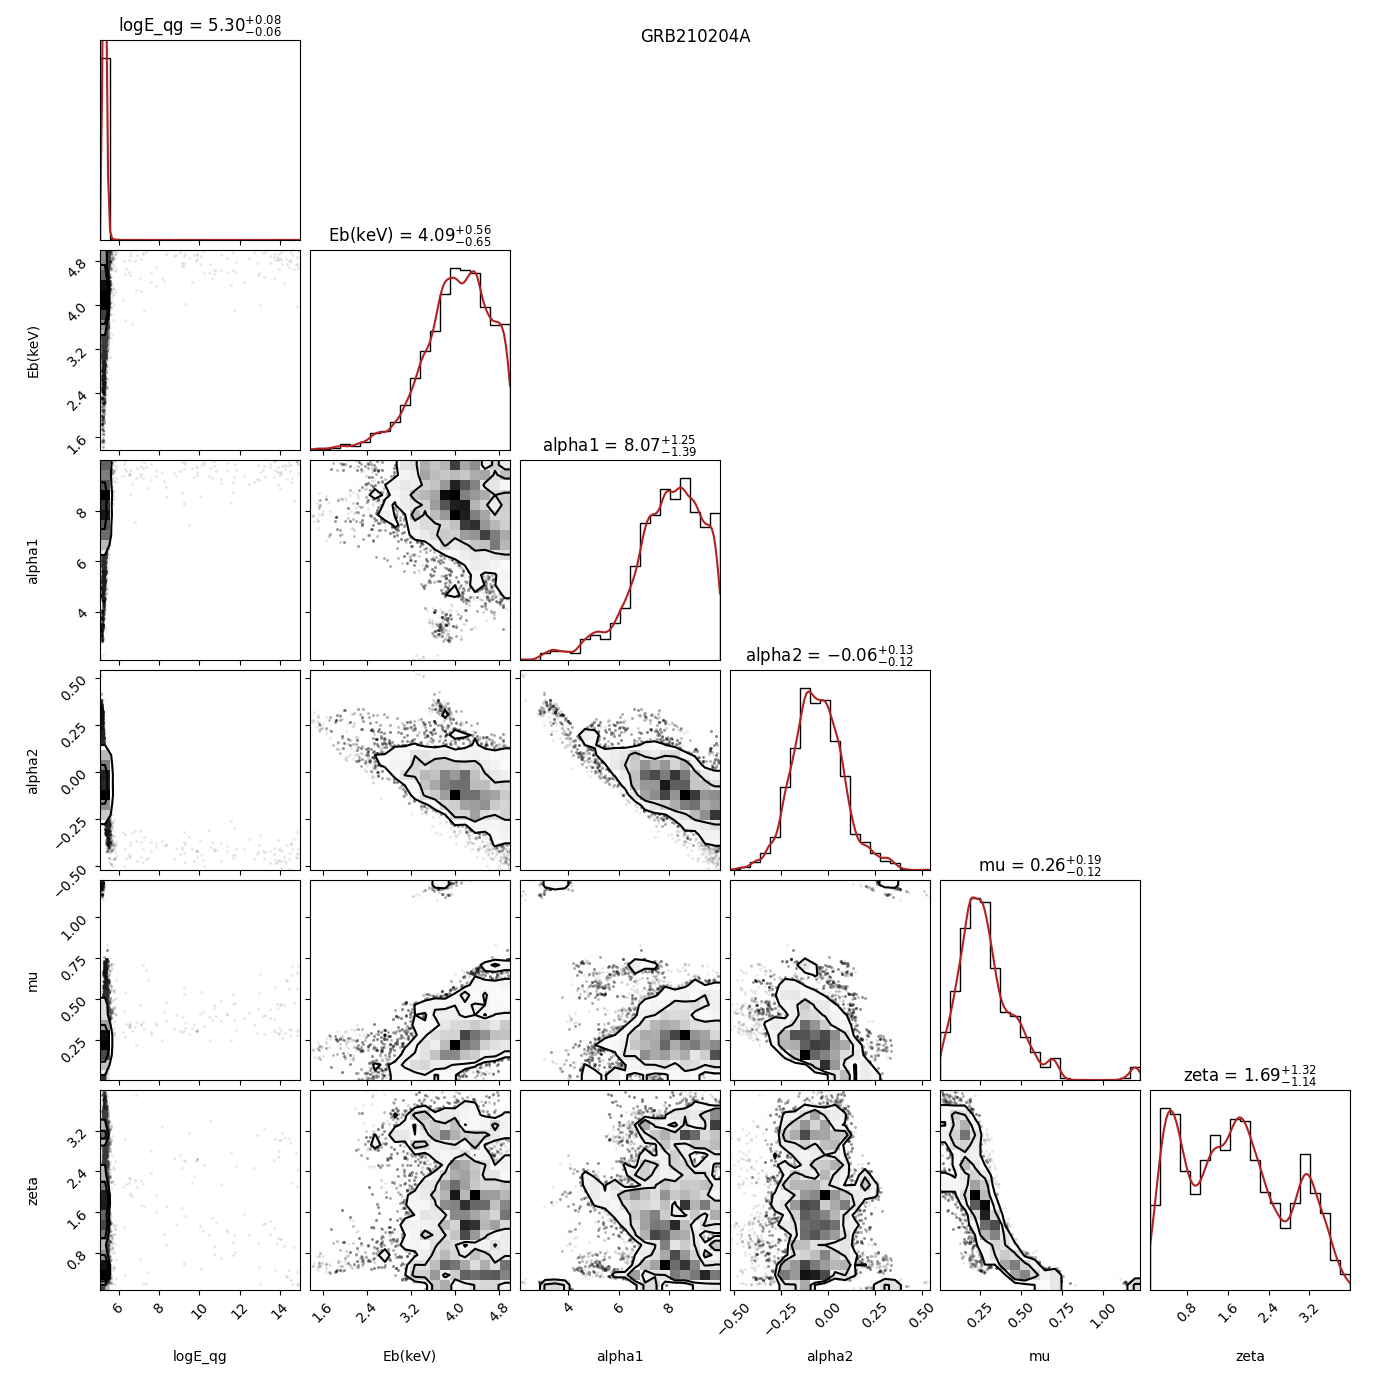 logE_qg = 5.30 +0.08 −0.06
GRB210204A
Eb(keV) = 4.09 +0.56 −0.65
4.8
4.0
3.2
2.4
1.6
Eb(keV)
alpha1 = 8.07 +1.25 −1.39
8
6
4
alpha1
alpha2 = −0.06 +0.13 −0.12
0.50
0.25
0.00
−0.25
−0.50
alpha2
mu = 0.26 +0.19 −0.12
1.00
0.75
0.50
0.25
mu
zeta = 1.69 +1.32 −1.14
3.2
2.4
1.6
0.8
zeta
6 8 10 12 14 1.6 2.4 3.2 4.0 4.8 4 6 8 −0.50 −0.25 0.00 0.25 0.50 0.25 0.50 0.75 1.00 0.8 1.6 2.4 3.2
logE_qg Eb(keV) alpha1 alpha2 mu zeta